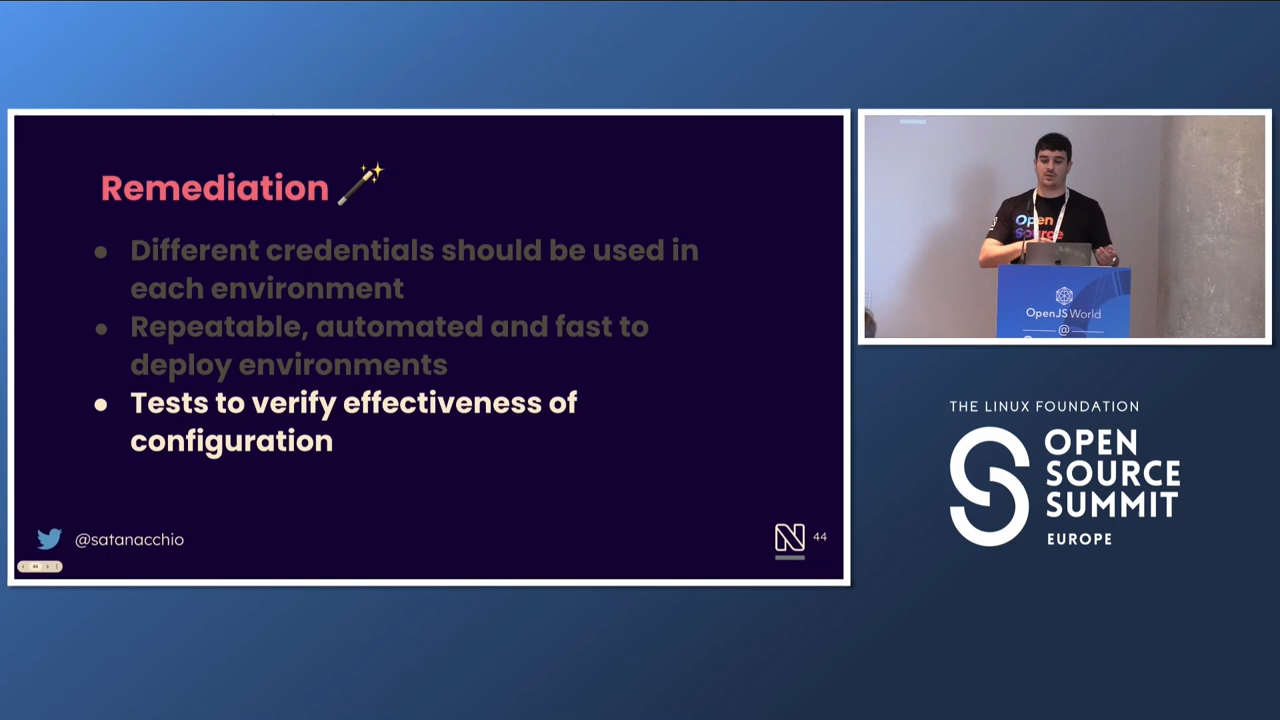 Remediation
● Different credentials should be used in
each environment
● Repeatable, automated and fast to
deploy environments
● Tests to verify effectiveness of
configuration
@satanacchio
N 44
44
Open
Source
OpenJS World
@
THE LINUX FOUNDATION
OPEN
SOURCE
SUMMIT
EUROPE